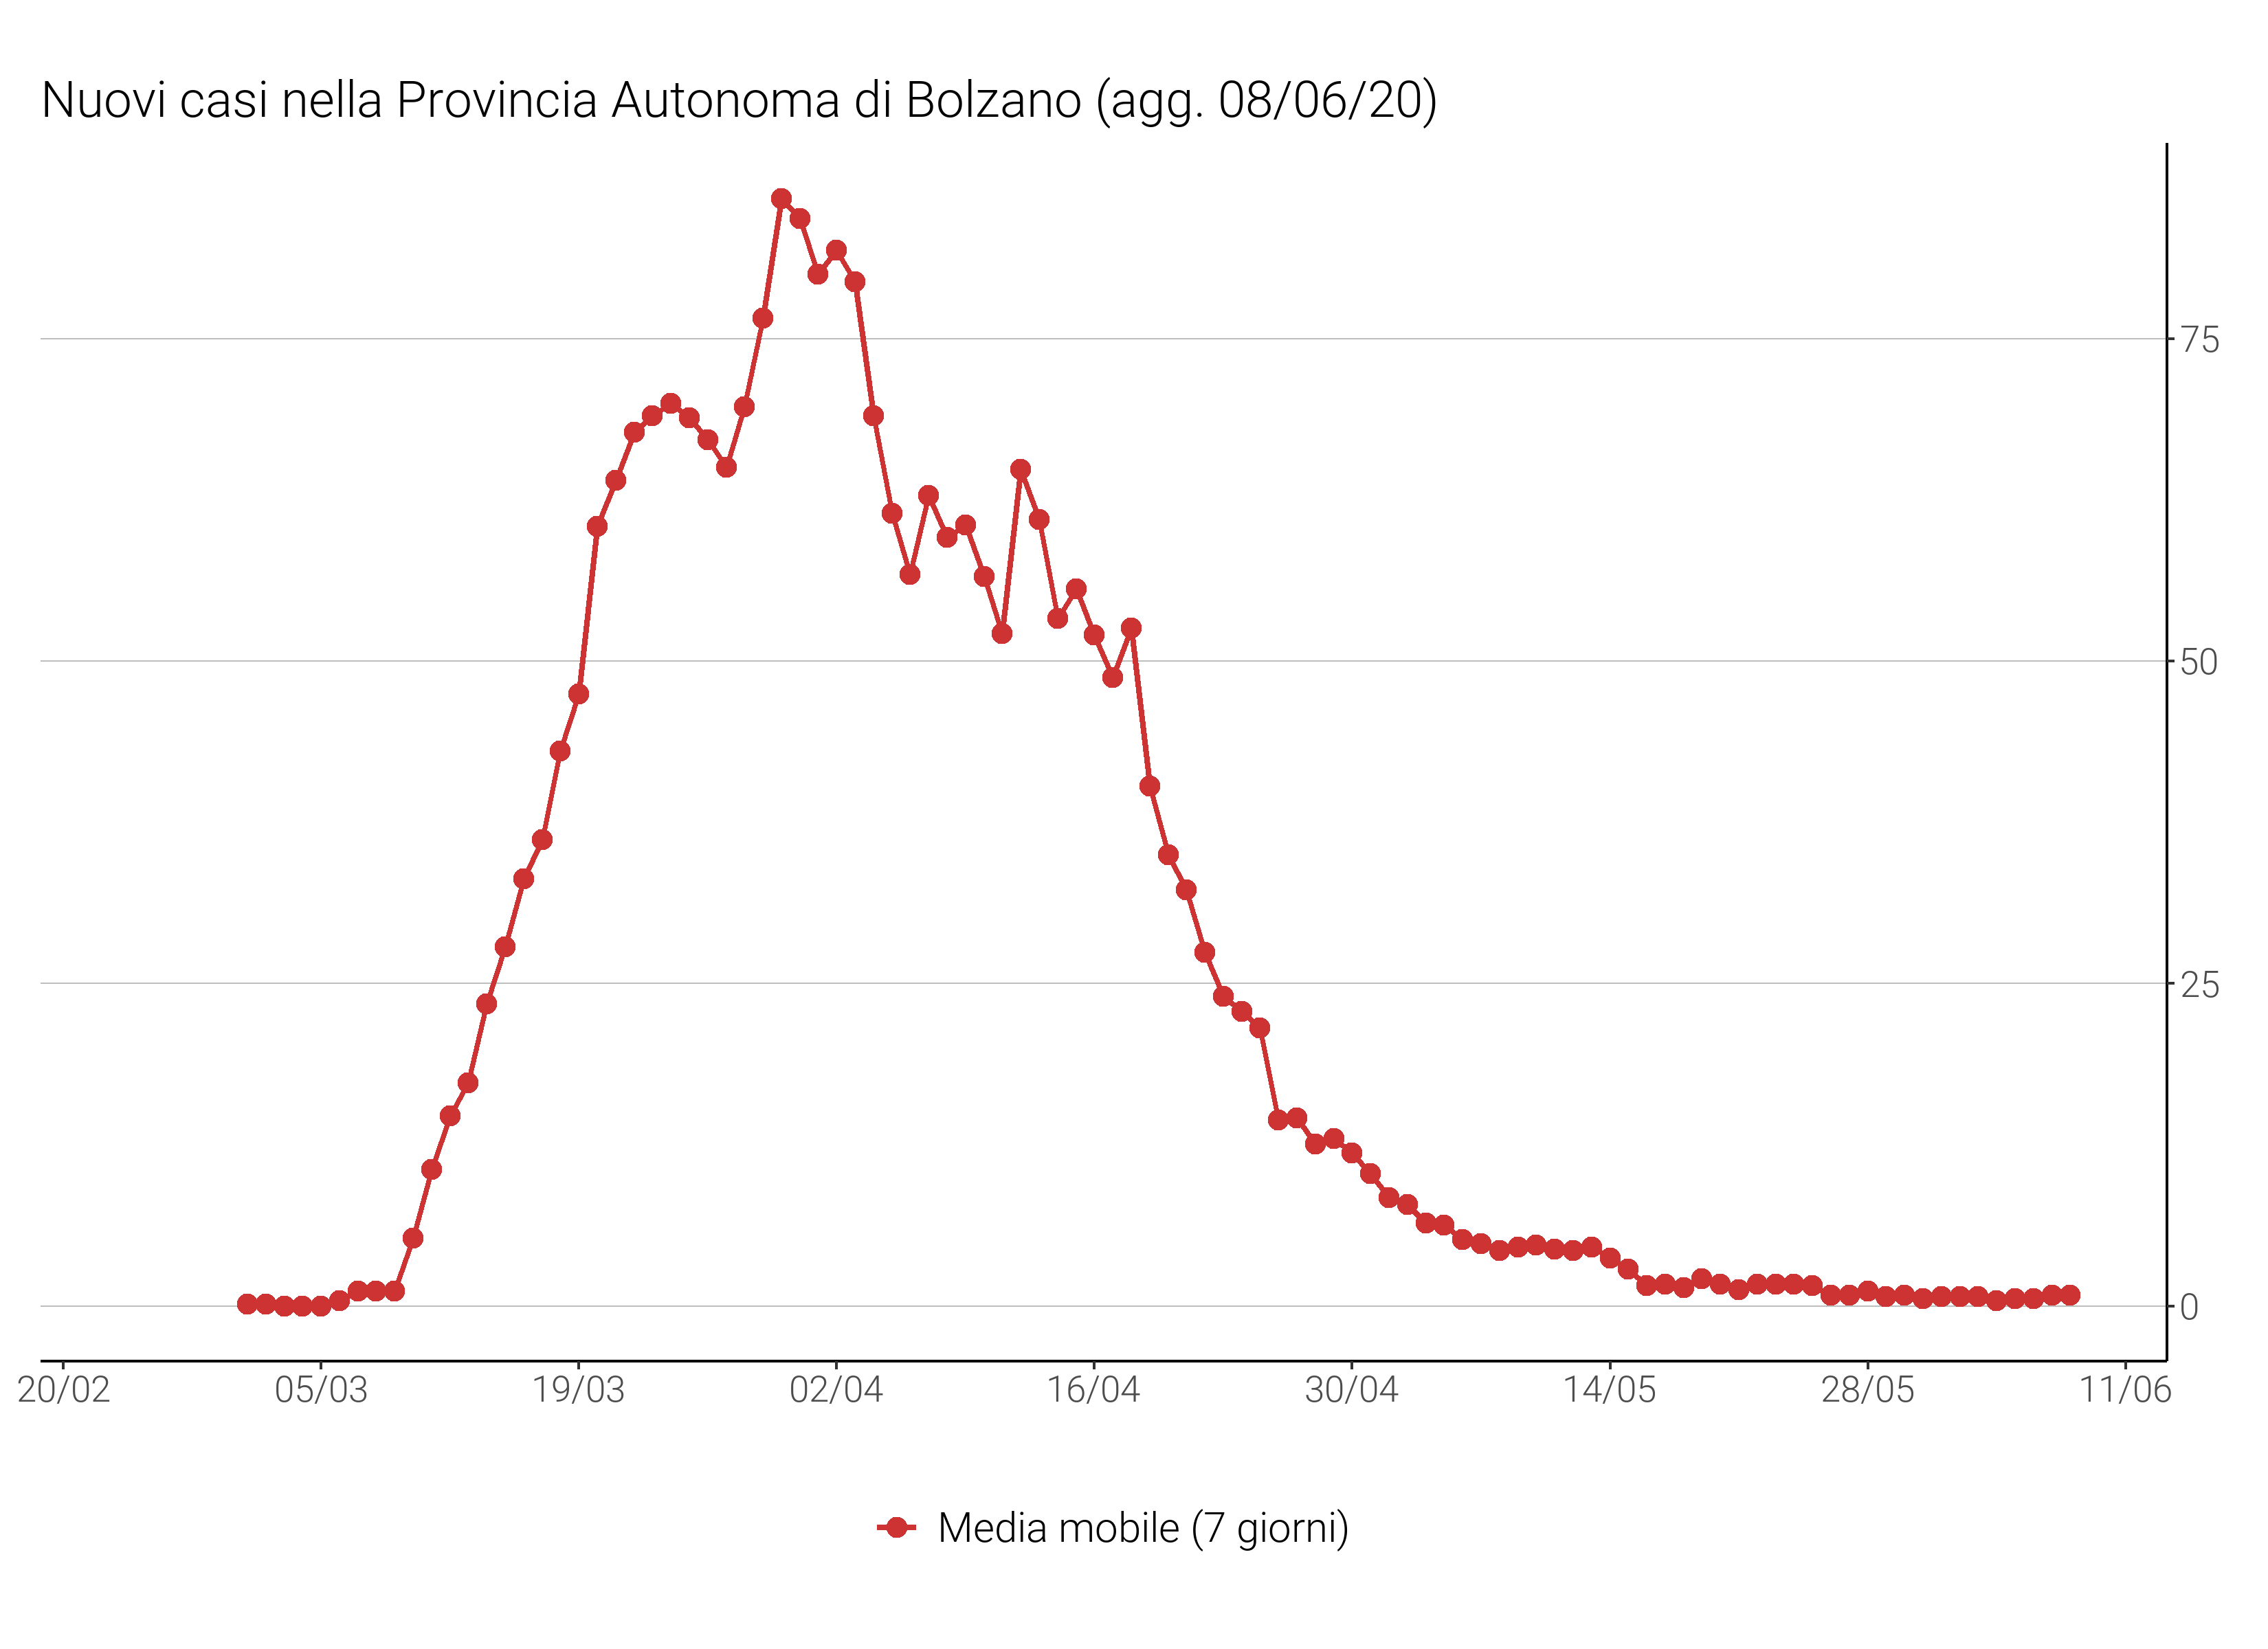 Nuovi casi nella Provincia Autonoma di Bolzano (agg. 08/06/20)
75
50
25
0
20/02 05/03 19/03 02/04 16/04 30/04 14/05 28/05 11/06
Media mobile (7 giorni)